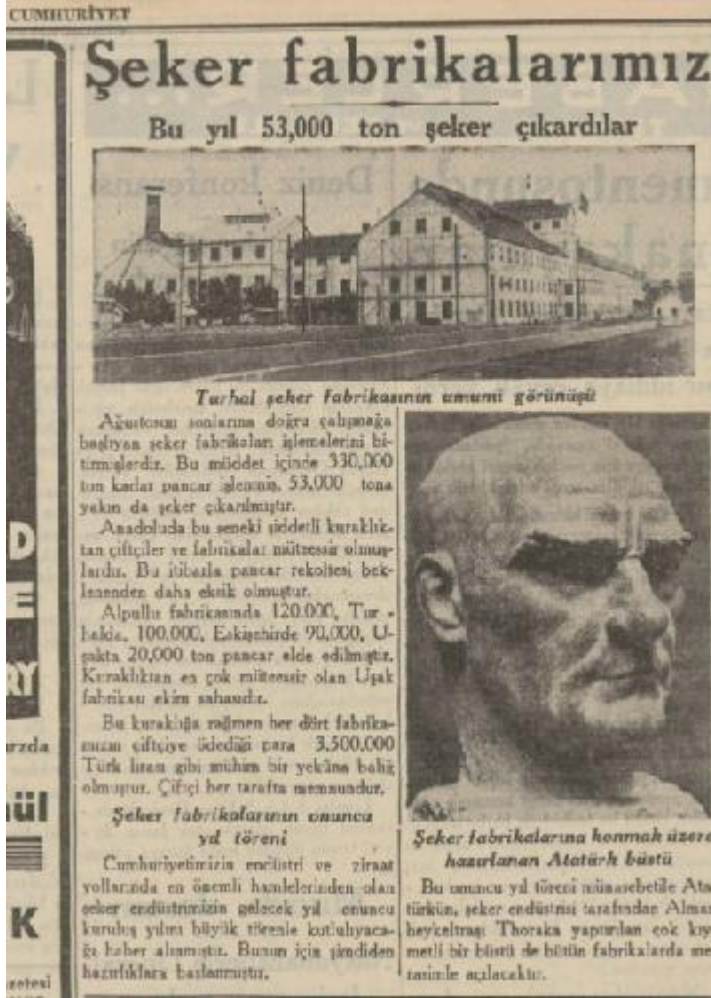 CUMHURİYET
Şeker fabrikalarımız
Bu yıl 53,000 ton şeker çıkardılar
Turhal şeker fabrikasının umumi görünüşü
Ağustosun sonlarına doğru çalışmağa
başlıyan şeker fabrikaları işlemelerini bi-
tirmişlerdir. Bu müddet içinde 330,000
ton kadar pancar işlenmiş, 53,000 tona
yakın da şeker çıkarılmıştır.
Anadoluda bu seneki şiddetli kuraklık-
tan çiftçiler ve fabrikalar müteessir olmuş-
lardır. Bu itibarla pancar rekoltesi bek-
lenenden daha eksik olmuştur.
Alpullu fabrikasında 120.000, Tur -
halda, 100.000, Eskişehirde 90,000, U-
şakta 20,000 ton pancar elde edilmiştir.
Kuraklıktan en çok müteessir olan Uşak
fabrikası ekim sahasıdır.
Bu kuraklığa rağmen her dört fabrika-
mızın çiftçiye ödediği para 3.500.000
Türk lirası gibi mühim bir yekûna baliğ
olmuştur. Çiftçi her tarafta memnundur.
Şeker fabrikalarının onuncu
yıl töreni
Cumhuriyetimizin endüstri ve ziraat
yollarında en önemli hamlelerinden olan
şeker endüstrimizin gelecek yıl onuncu
kuruluş yılını büyük törenle kutlulıyaca-
ğı haber alınmıştır. Bunun için şimdiden
hazırlıklara başlanmıştır.
Şeker fabrikalarına konmak üzere
hazırlanan Atatürk büstü
Bu onuncu yıl töreni münasebetile Ata
türkün, şeker endüstrisi tarafından Alman
heykeltraşı Thoraka yaptırılan çok kıy
metli bir büstü de bütün fabrikalarda me
rasimle açılacaktır.
D
E
RY
arzda
ül
K
zetesi